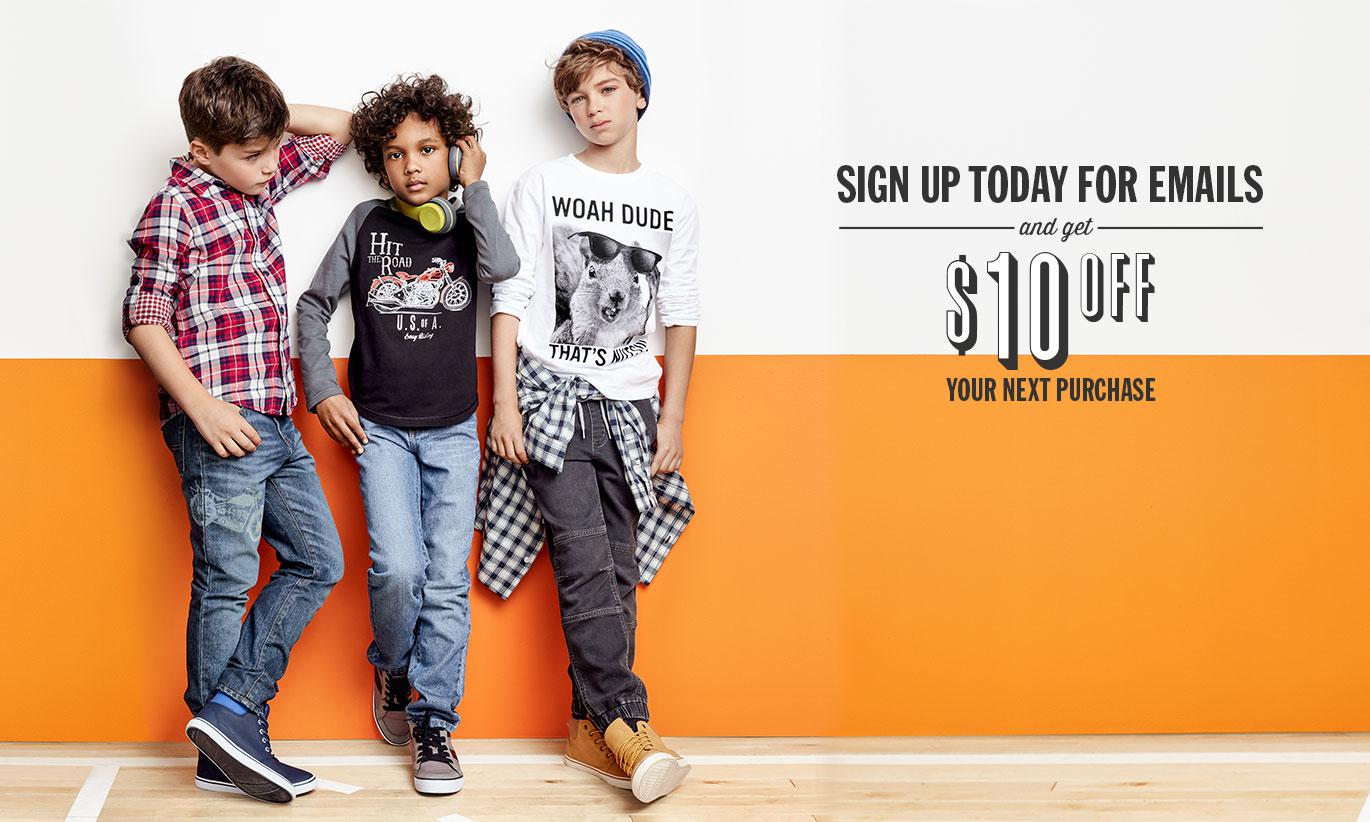 SIGN UP TODAY FOR EMAILS
and get
$10 OFF
YOUR NEXT PURCHASE
HIT
THE ROAD
U.S. OF A.
WOAH DUDE
THAT'S